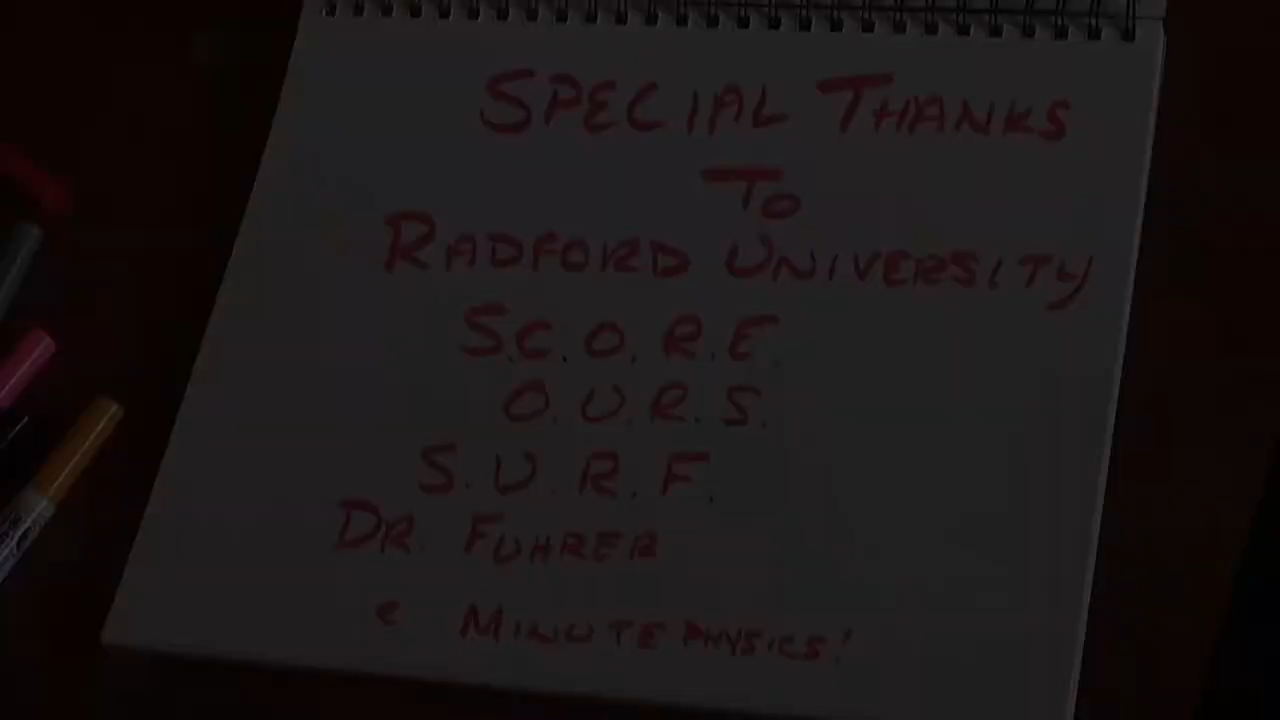 SPECIAL THANKS
TO
RADFORD UNIVERSITY
S.C.O.R.E.
O.U.R.S.
S.U.R.F.
DR. FUHRER
& MINUTEPHYSICS!